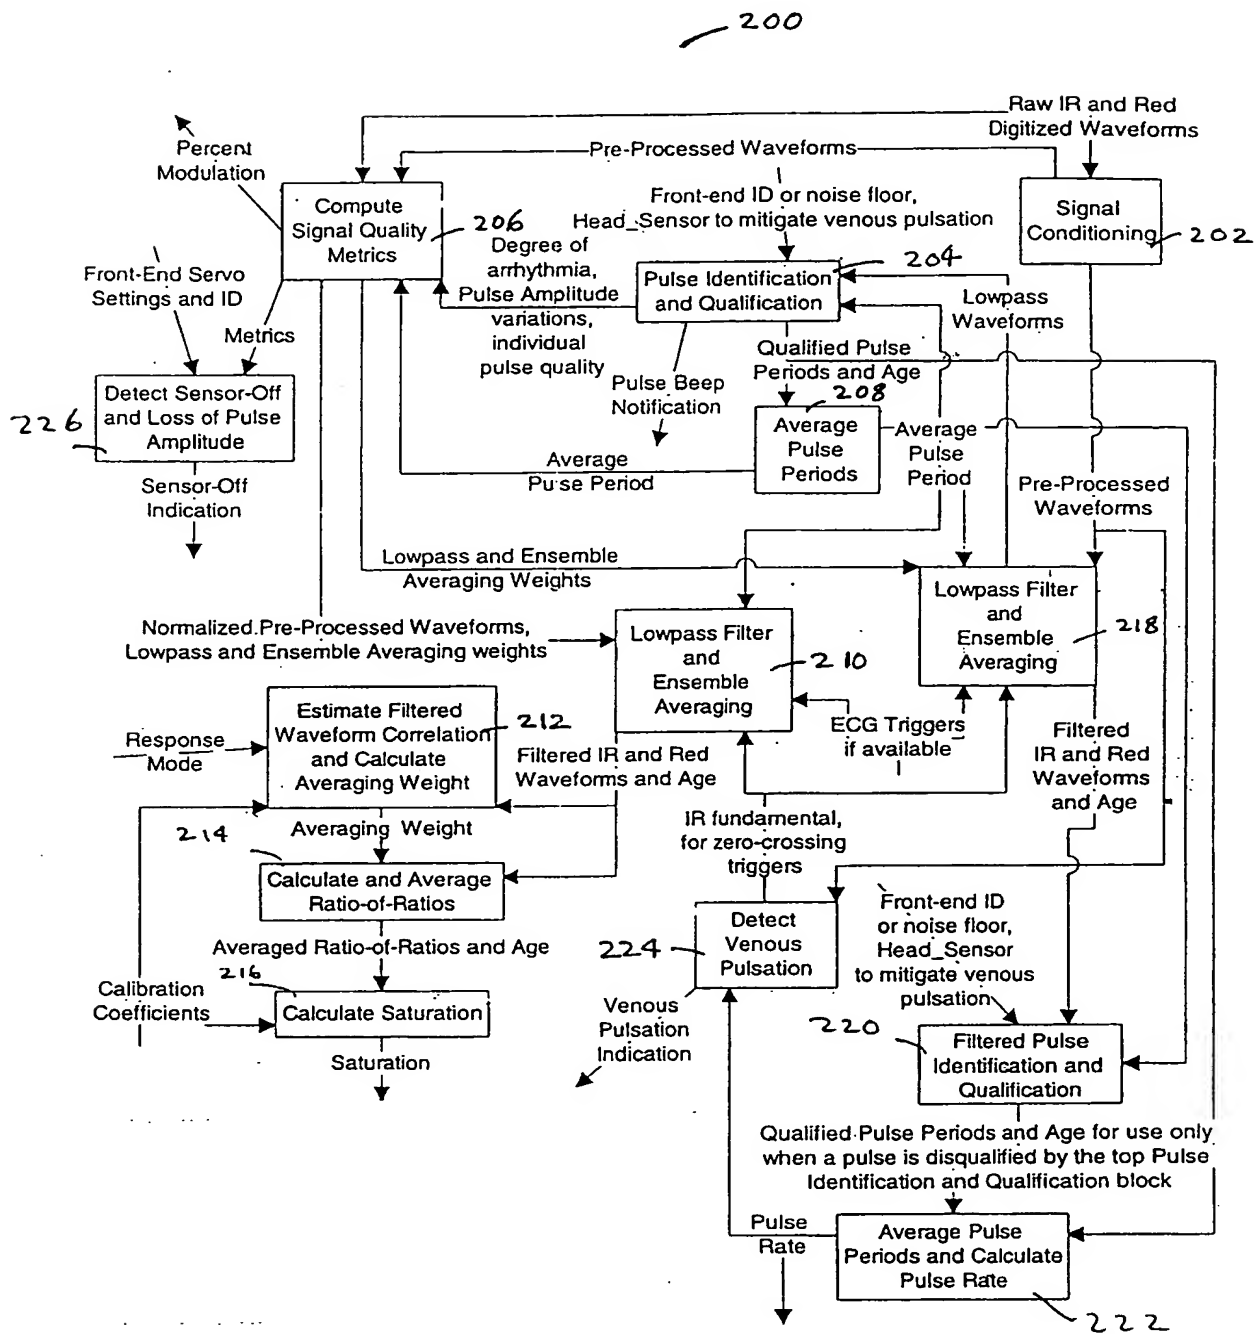 200
Raw IR and Red
Digitized Waveforms
Percent
Modulation
Pre-Processed Waveforms
Compute
Signal Quality
Metrics
206
Front-end ID or noise floor,
Head_Sensor to mitigate venous pulsation
Signal
Conditioning
202
Front-End Servo
Settings and ID
Metrics
Degree of
arrhythmia,
Pulse Amplitude
variations,
individual
pulse quality
Pulse Identification
and Qualification
204
Lowpass
Waveforms
Qualified Pulse
Periods and Age
Pulse Beep
Notification
Detect Sensor-Off
and Loss of Pulse
Amplitude
226
208
Average
Pulse
Periods
Average
Pulse
Period
Average
Pulse Period
Sensor-Off
Indication
Pre-Processed
Waveforms
Lowpass and Ensemble
Averaging Weights
Lowpass Filter
and
Ensemble
Averaging
218
Normalized Pre-Processed Waveforms,
Lowpass and Ensemble Averaging weights
Lowpass Filter
and
Ensemble
Averaging
210
Estimate Filtered
Waveform Correlation
and Calculate
Averaging Weight
212
Response
Mode
Filtered IR and Red
Waveforms and Age
ECG Triggers
if available
Filtered
IR and Red
Waveforms
and Age
Averaging Weight
214
Calculate and Average
Ratio-of-Ratios
IR fundamental,
for zero-crossing
triggers
Averaged Ratio-of-Ratios and Age
216
Calculate Saturation
Calibration
Coefficients
Saturation
Detect
Venous
Pulsation
224
Venous
Pulsation
Indication
Front-end ID
or noise floor,
Head_Sensor
to mitigate venous
pulsation
220
Filtered Pulse
Identification and
Qualification
Qualified Pulse Periods and Age for use only
when a pulse is disqualified by the top Pulse
Identification and Qualification block
Pulse
Rate
Average Pulse
Periods and Calculate
Pulse Rate
222